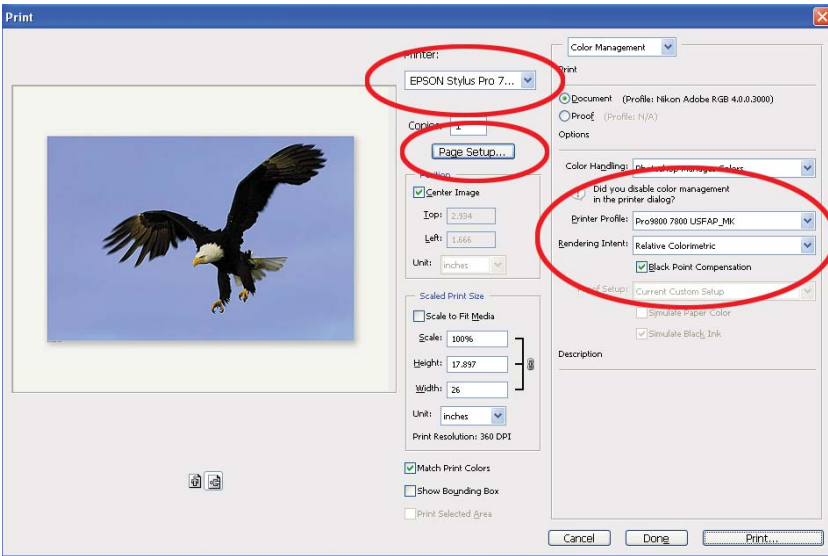 Print
Printer:
EPSON Stylus Pro 7...
Copies: 1
Page Setup...
Position
Center Image
Top: 2.934
Left: 1.666
Unit: inches
Scaled Print Size
Scale to Fit Media
Scale: 100%
Height: 17.897
Width: 26
Unit: inches
Print Resolution: 360 DPI
Match Print Colors
Show Bounding Box
Print Selected Area
Color Management
Print
Document (Profile: Nikon Adobe RGB 4.0.0.3000)
Proof (Profile: N/A)
Options
Color Handling: Photoshop Manages Colors
Did you disable color management
in the printer dialog?
Printer Profile: Pro9800 7800 USFAP_MK
Rendering Intent: Relative Colorimetric
Black Point Compensation
Proof Setup: Current Custom Setup
Simulate Paper Color
Simulate Black Ink
Description
Cancel
Done
Print...